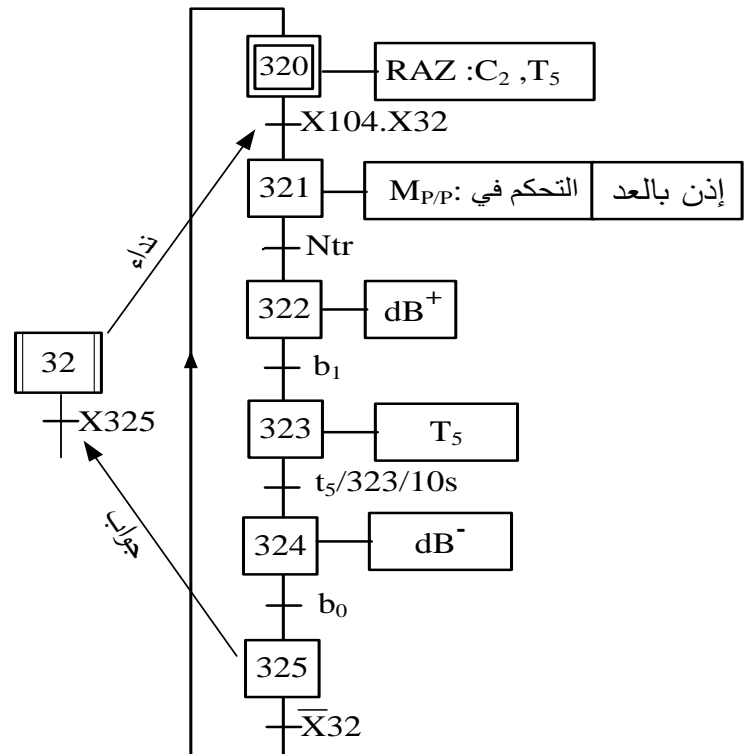 320
RAZ :C₂ ,T₅
X104.X32
321
التحكم في :M_P/P
إذن بالعد
Ntr
نداء
322
dB⁺
32
b₁
X325
323
T₅
t₅/323/10s
جواب
324
dB⁻
b₀
325
X̅32